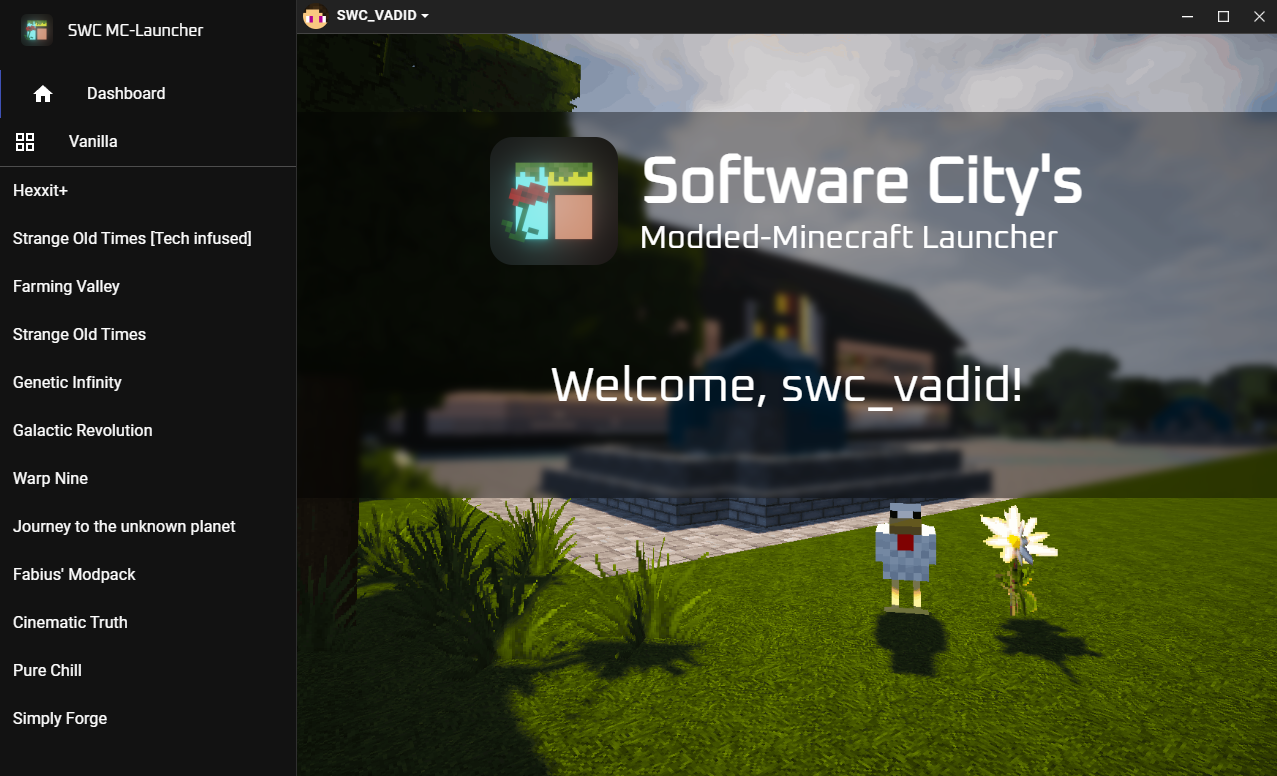 SWC MC-Launcher
Dashboard
Vanilla
Hexxit+
Strange Old Times [Tech infused]
Farming Valley
Strange Old Times
Genetic Infinity
Galactic Revolution
Warp Nine
Journey to the unknown planet
Fabius' Modpack
Cinematic Truth
Pure Chill
Simply Forge
SWC_VADID
Software City's
Modded-Minecraft Launcher
Welcome, swc_vadid!